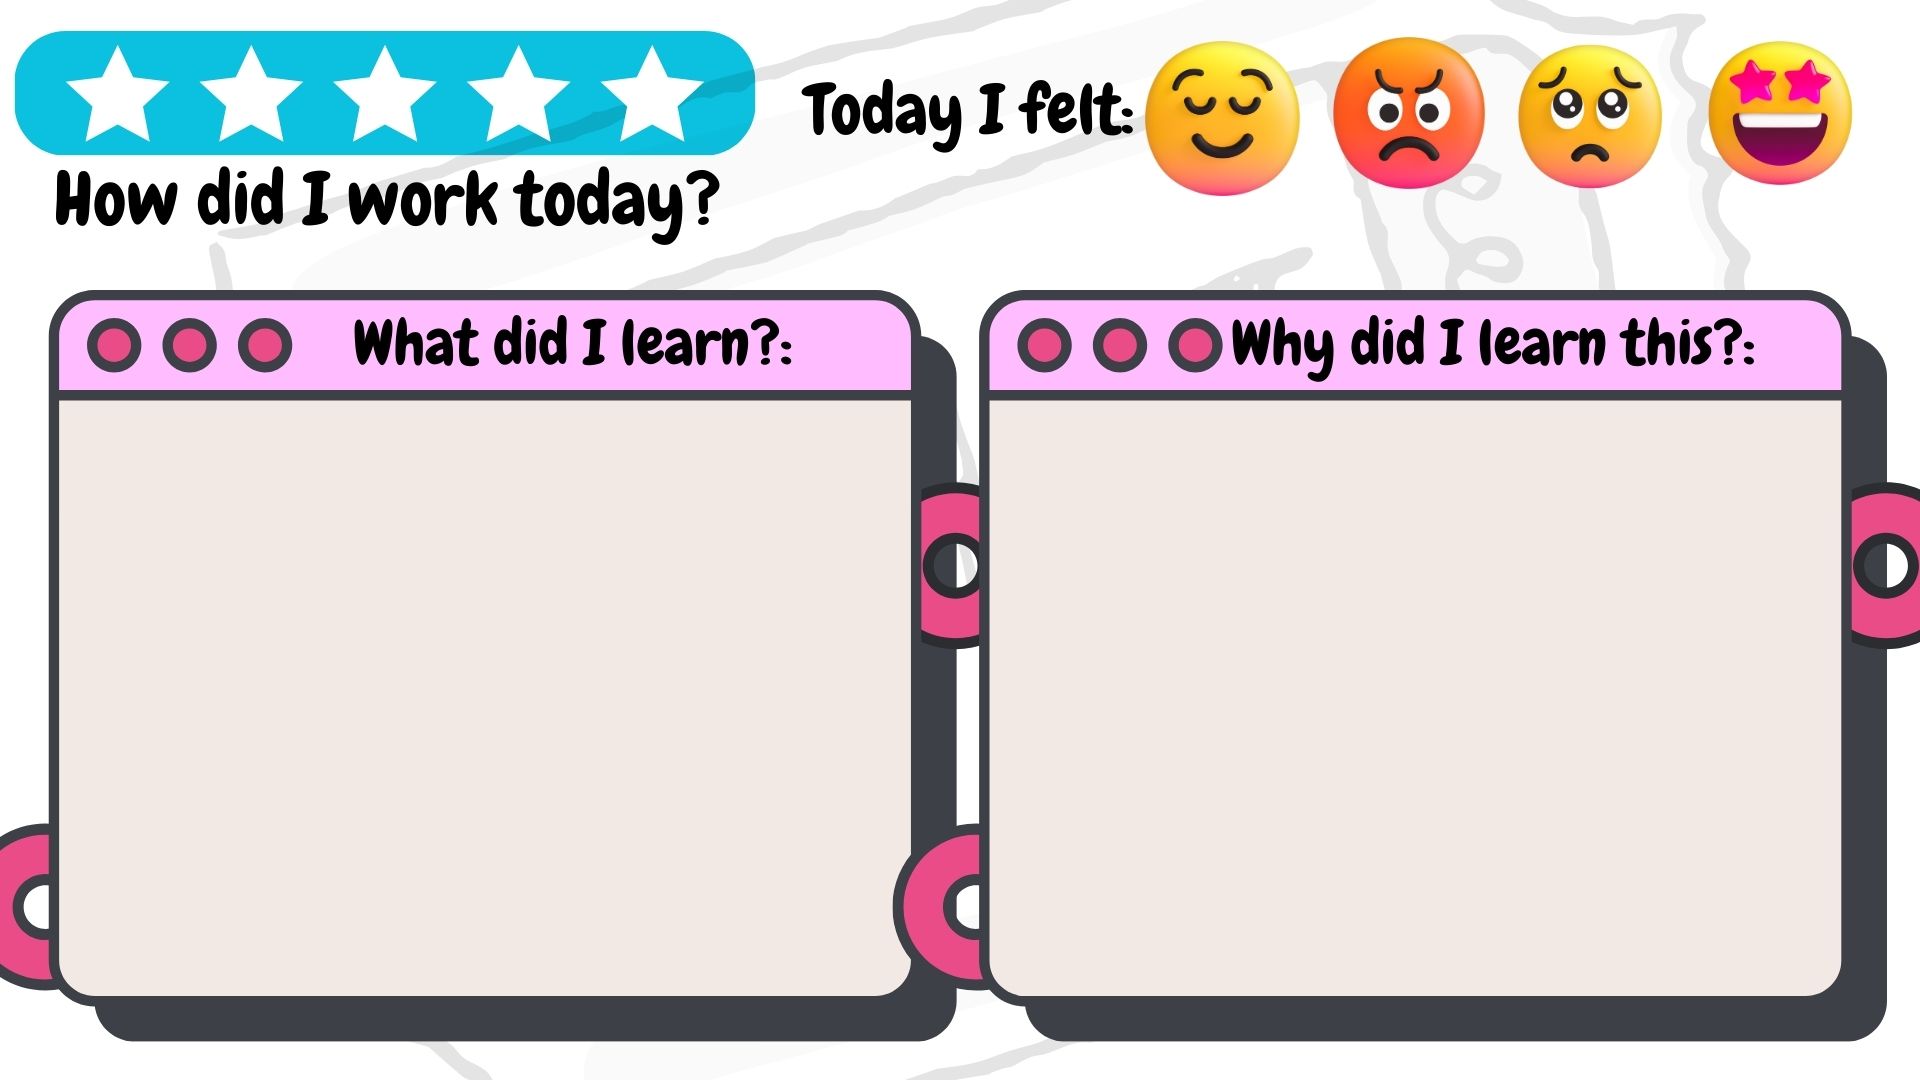 Today I felt:
How did I work today?
What did I learn?:
Why did I learn this?: